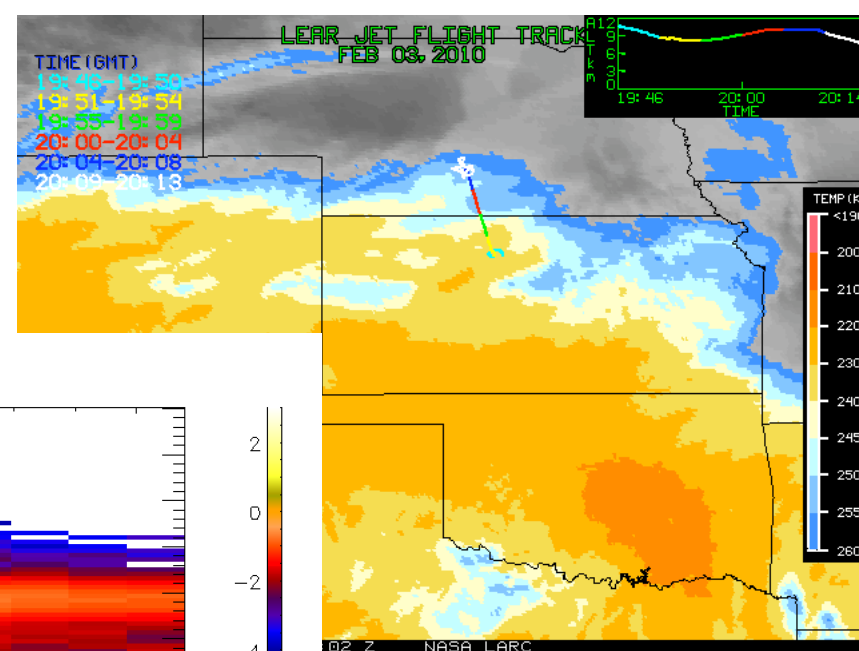 LEAR JET FLIGHT TRACK
FEB 03, 2010
TIME(GMT)
19:46-19:50
19:51-19:54
19:55-19:59
20:00-20:04
20:04-20:08
20:09-20:13
A12
L 9
T 6
k 3
m 0
19:46 20:00 20:14
TIME
TEMP(K
<190
200
210
220
230
240
245
250
255
260
2
0
−2
−4
:02 Z NASA LARC